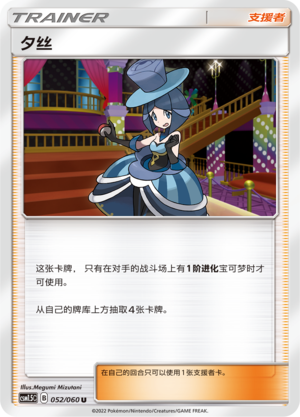 TRAINER 支援者
夕丝
这张卡牌，只有在对手的战斗场上有1阶进化宝可梦时才
可使用。
从自己的牌库上方抽取4张卡牌。
Illus.Megumi Mizutani
CSM1.5C B 052/060 U
在自己的回合只可以使用1张支援者卡。
©2022 Pokémon/Nintendo/Creatures/GAME FREAK.